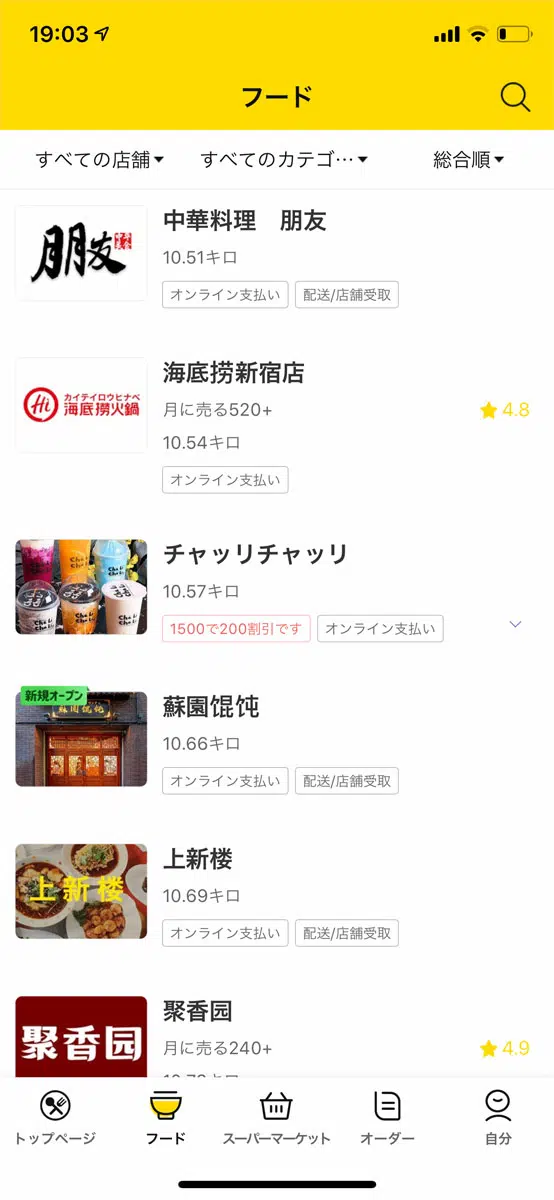 19:03
フード
すべての店舗
すべてのカテゴ…
総合順
朋友
中華料理　朋友
10.51キロ
オンライン支払い
配送/店舗受取
Hi
カイテイロウヒナベ
海底撈火鍋
海底捞新宿店
月に売る520+
4.8
10.54キロ
オンライン支払い
チャッリチャッリ
10.57キロ
1500で200割引です
オンライン支払い
新規オープン
蘇園馄饨
10.66キロ
オンライン支払い
配送/店舗受取
上新楼
上新楼
10.69キロ
オンライン支払い
配送/店舗受取
聚香园
聚香园
月に売る240+
4.9
トップページ
フード
スーパーマーケット
オーダー
自分